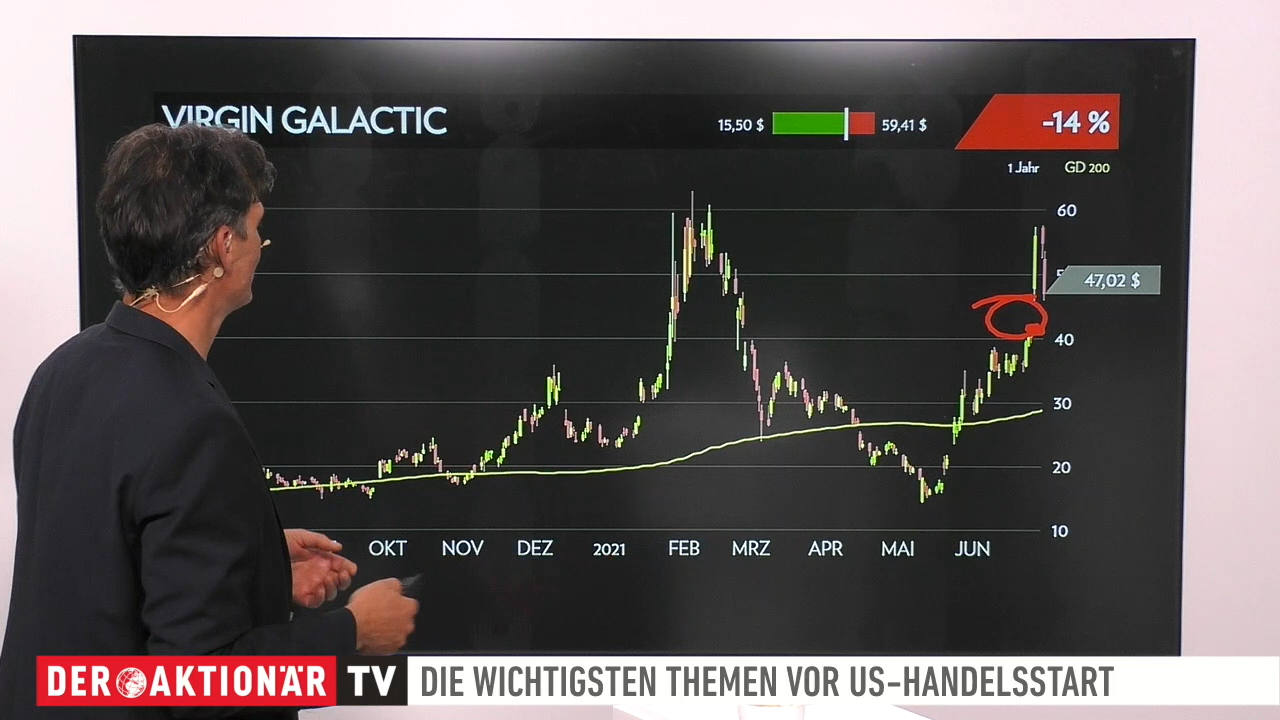 VIRGIN GALACTIC
15,50 $ 59,41 $
-14 %
1 Jahr GD 200
60
47,02 $
40
30
20
10
OKT NOV DEZ 2021 FEB MRZ APR MAI JUN
DER AKTIONÄR TV DIE WICHTIGSTEN THEMEN VOR US-HANDELSSTART